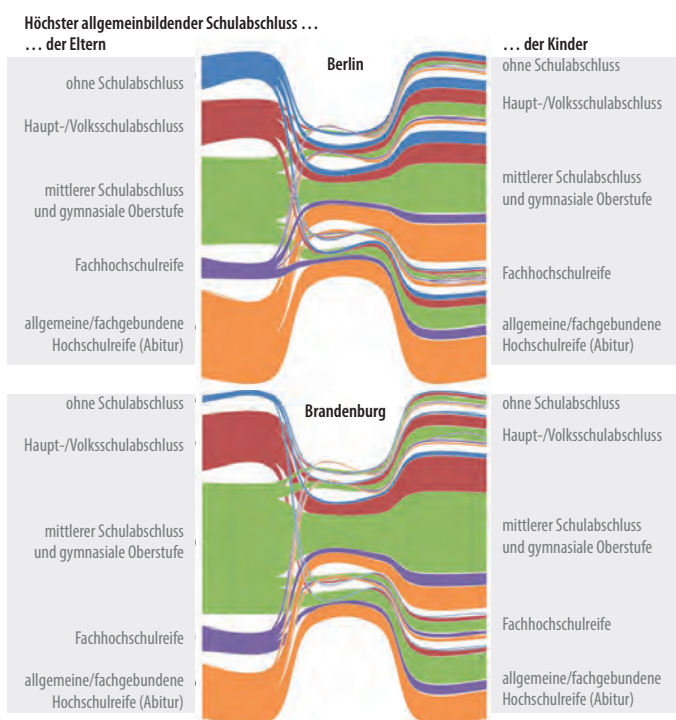 Höchster allgemeinbildender Schulabschluss …
… der Eltern
… der Kinder
Berlin
ohne Schulabschluss
Haupt-/Volksschulabschluss
mittlerer Schulabschluss
und gymnasiale Oberstufe
Fachhochschulreife
allgemeine/fachgebundene
Hochschulreife (Abitur)
ohne Schulabschluss
Haupt-/Volksschulabschluss
mittlerer Schulabschluss
und gymnasiale Oberstufe
Fachhochschulreife
allgemeine/fachgebundene
Hochschulreife (Abitur)
Brandenburg
ohne Schulabschluss
Haupt-/Volksschulabschluss
mittlerer Schulabschluss
und gymnasiale Oberstufe
Fachhochschulreife
allgemeine/fachgebundene
Hochschulreife (Abitur)
ohne Schulabschluss
Haupt-/Volksschulabschluss
mittlerer Schulabschluss
und gymnasiale Oberstufe
Fachhochschulreife
allgemeine/fachgebundene
Hochschulreife (Abitur)